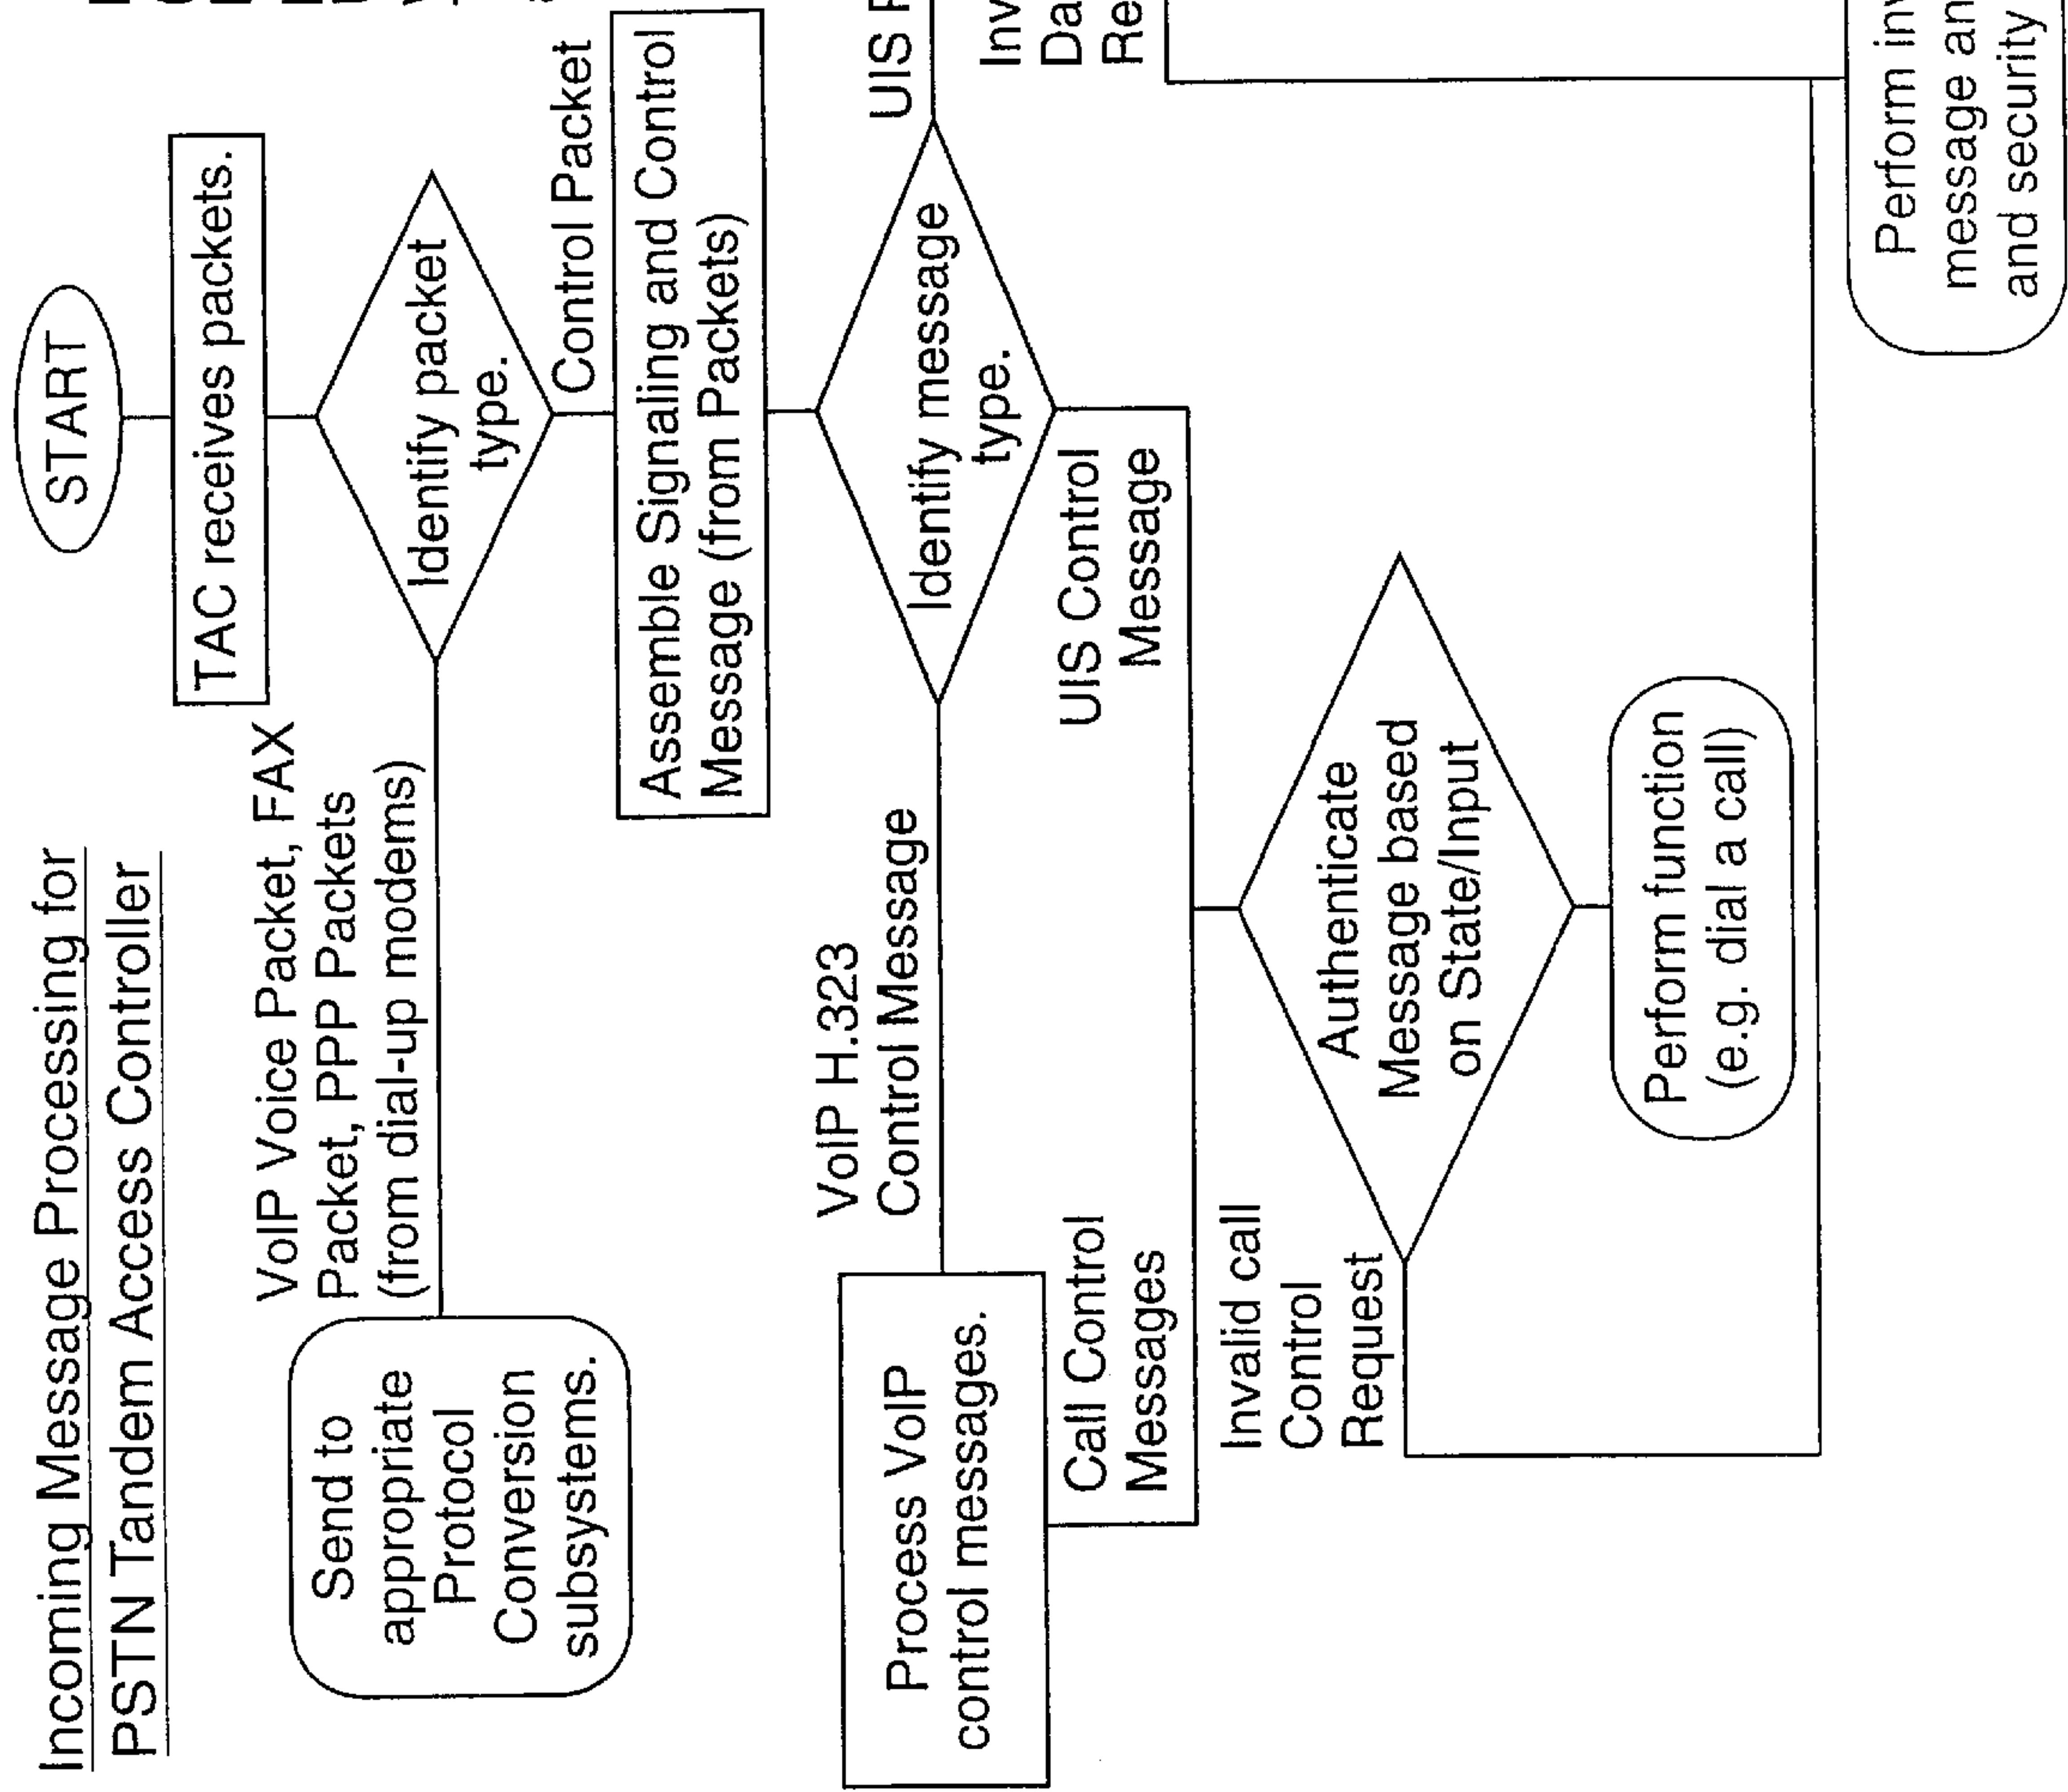 Incoming Message Processing for
PSTN Tandem Access Controller
START
TAC receives packets.
Identify packet
type.
VoIP Voice Packet, FAX
Packet, PPP Packets
(from dial-up modems)
Send to
appropriate
Protocol
Conversion
subsystems.
Control Packet
Assemble Signaling and Control
Message (from Packets)
Identify message
type.
VoIP H.323
Control Message
Process VoIP
control messages.
UIS
UIS Control
Message
Call Control
Messages
Authenticate
Message based
on State/Input
Invalid call
Control
Request
Perform function
(e.g. dial a call)
Perform
message
and security